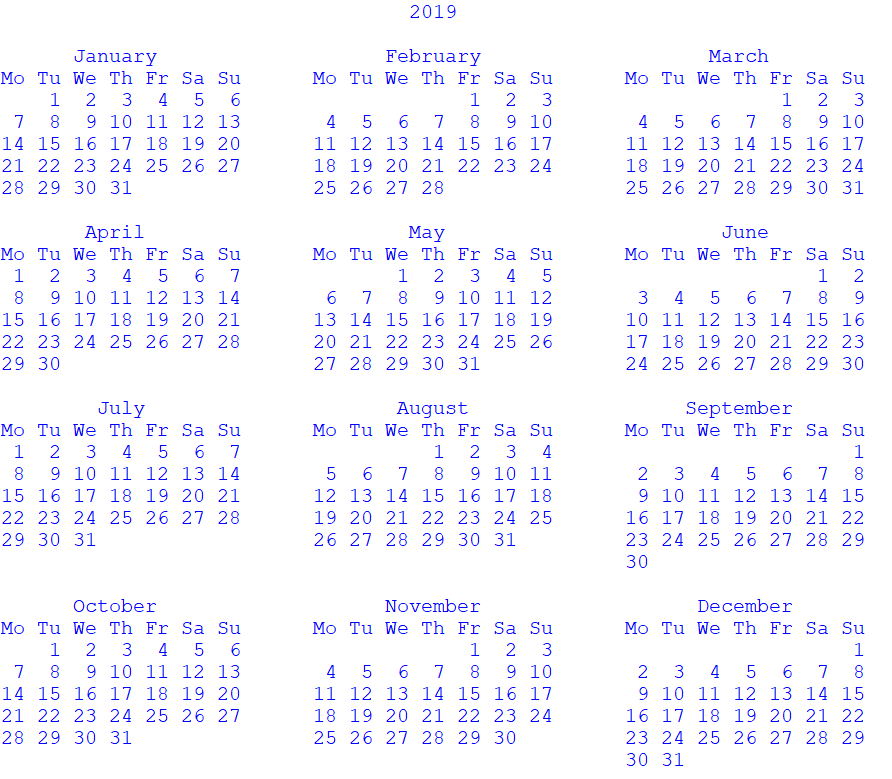 2019
January February March
Mo Tu We Th Fr Sa Su Mo Tu We Th Fr Sa Su Mo Tu We Th Fr Sa Su
1 2 3 4 5 6 1 2 3 1 2 3
7 8 9 10 11 12 13 4 5 6 7 8 9 10 4 5 6 7 8 9 10
14 15 16 17 18 19 20 11 12 13 14 15 16 17 11 12 13 14 15 16 17
21 22 23 24 25 26 27 18 19 20 21 22 23 24 18 19 20 21 22 23 24
28 29 30 31 25 26 27 28 25 26 27 28 29 30 31
April May June
Mo Tu We Th Fr Sa Su Mo Tu We Th Fr Sa Su Mo Tu We Th Fr Sa Su
1 2 3 4 5 6 7 1 2 3 4 5 1 2
8 9 10 11 12 13 14 6 7 8 9 10 11 12 3 4 5 6 7 8 9
15 16 17 18 19 20 21 13 14 15 16 17 18 19 10 11 12 13 14 15 16
22 23 24 25 26 27 28 20 21 22 23 24 25 26 17 18 19 20 21 22 23
29 30 27 28 29 30 31 24 25 26 27 28 29 30
July August September
Mo Tu We Th Fr Sa Su Mo Tu We Th Fr Sa Su Mo Tu We Th Fr Sa Su
1 2 3 4 5 6 7 1 2 3 4 1
8 9 10 11 12 13 14 5 6 7 8 9 10 11 2 3 4 5 6 7 8
15 16 17 18 19 20 21 12 13 14 15 16 17 18 9 10 11 12 13 14 15
22 23 24 25 26 27 28 19 20 21 22 23 24 25 16 17 18 19 20 21 22
29 30 31 26 27 28 29 30 31 23 24 25 26 27 28 29
30
October November December
Mo Tu We Th Fr Sa Su Mo Tu We Th Fr Sa Su Mo Tu We Th Fr Sa Su
1 2 3 4 5 6 1 2 3 1
7 8 9 10 11 12 13 4 5 6 7 8 9 10 2 3 4 5 6 7 8
14 15 16 17 18 19 20 11 12 13 14 15 16 17 9 10 11 12 13 14 15
21 22 23 24 25 26 27 18 19 20 21 22 23 24 16 17 18 19 20 21 22
28 29 30 31 25 26 27 28 29 30 23 24 25 26 27 28 29
30 31